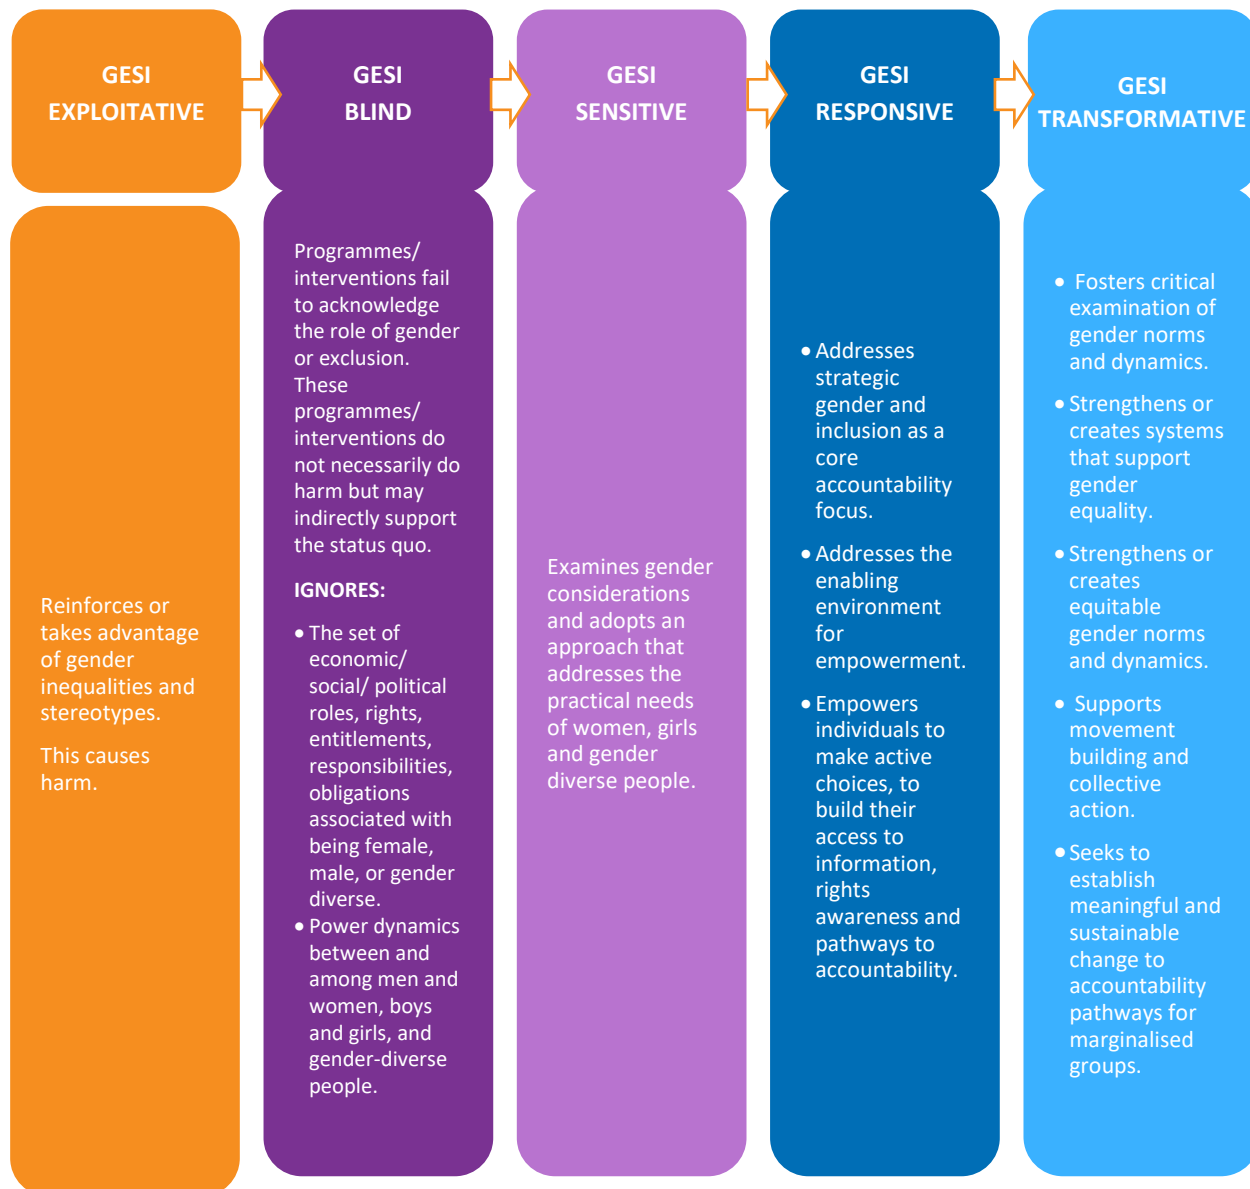 GESI
EXPLOITATIVE
GESI
BLIND
GESI
SENSITIVE
GESI
RESPONSIVE
GESI
TRANSFORMATIVE
Reinforces or
takes advantage
of gender
inequalities and
stereotypes.
This causes
harm.
Programmes/
interventions fail
to acknowledge
the role of gender
or exclusion.
These
programmes/
interventions do
not necessarily do
harm but may
indirectly support
the status quo.
IGNORES:
• The set of
economic/
social/ political
roles, rights,
entitlements,
responsibilities,
obligations
associated with
being female,
male, or gender
diverse.
• Power dynamics
between and
among men and
women, boys
and girls, and
gender-diverse
people.
Examines gender
considerations
and adopts an
approach that
addresses the
practical needs
of women, girls
and gender
diverse people.
• Addresses
strategic
gender and
inclusion as a
core
accountability
focus.
• Addresses the
enabling
environment
for
empowerment.
• Empowers
individuals to
make active
choices, to
build their
access to
information,
rights
awareness and
pathways to
accountability.
• Fosters critical
examination of
gender norms
and dynamics.
• Strengthens or
creates systems
that support
gender
equality.
• Strengthens or
creates
equitable
gender norms
and dynamics.
• Supports
movement
building and
collective
action.
• Seeks to
establish
meaningful and
sustainable
change to
accountability
pathways for
marginalised
groups.